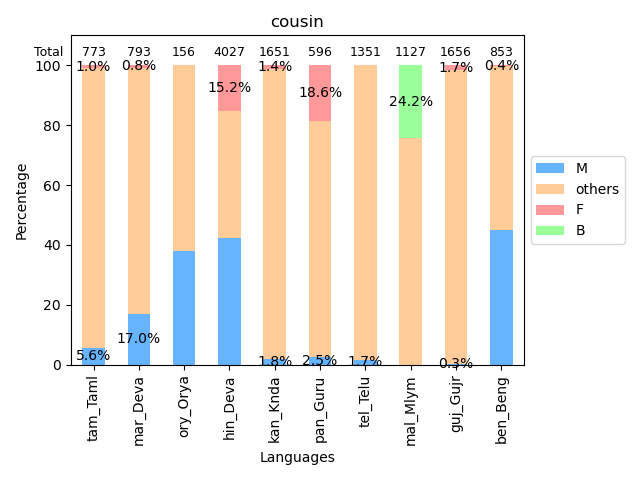 cousin
Total 773 793 156 4027 1651 596 1351 1127 1656 853
100 1.0% 0.8% 1.4% 1.7% 0.4%
15.2% 18.6% 24.2%
80
60
40
20
17.0%
5.6% 1.8% 2.5% 1.7% 0.3%
0
Percentage
tam_Taml mar_Deva ory_Orya hin_Deva kan_Knda pan_Guru tel_Telu mal_Mlym guj_Gujr ben_Beng
Languages
M
others
F
B